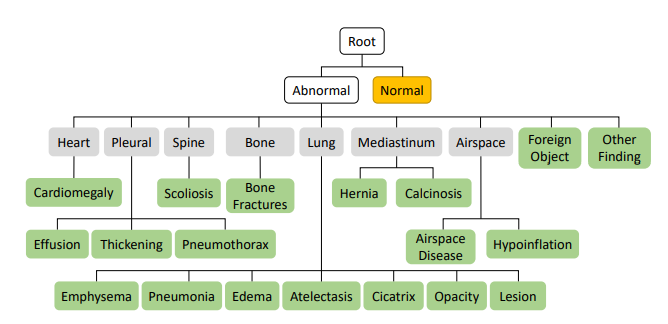 Root
Abnormal
Normal
Heart
Pleural
Spine
Bone
Lung
Mediastinum
Airspace
Foreign
Object
Other
Finding
Cardiomegaly
Scoliosis
Bone
Fractures
Hernia
Calcinosis
Effusion
Thickening
Pneumothorax
Airspace
Disease
Hypoinflation
Emphysema
Pneumonia
Edema
Atelectasis
Cicatrix
Opacity
Lesion